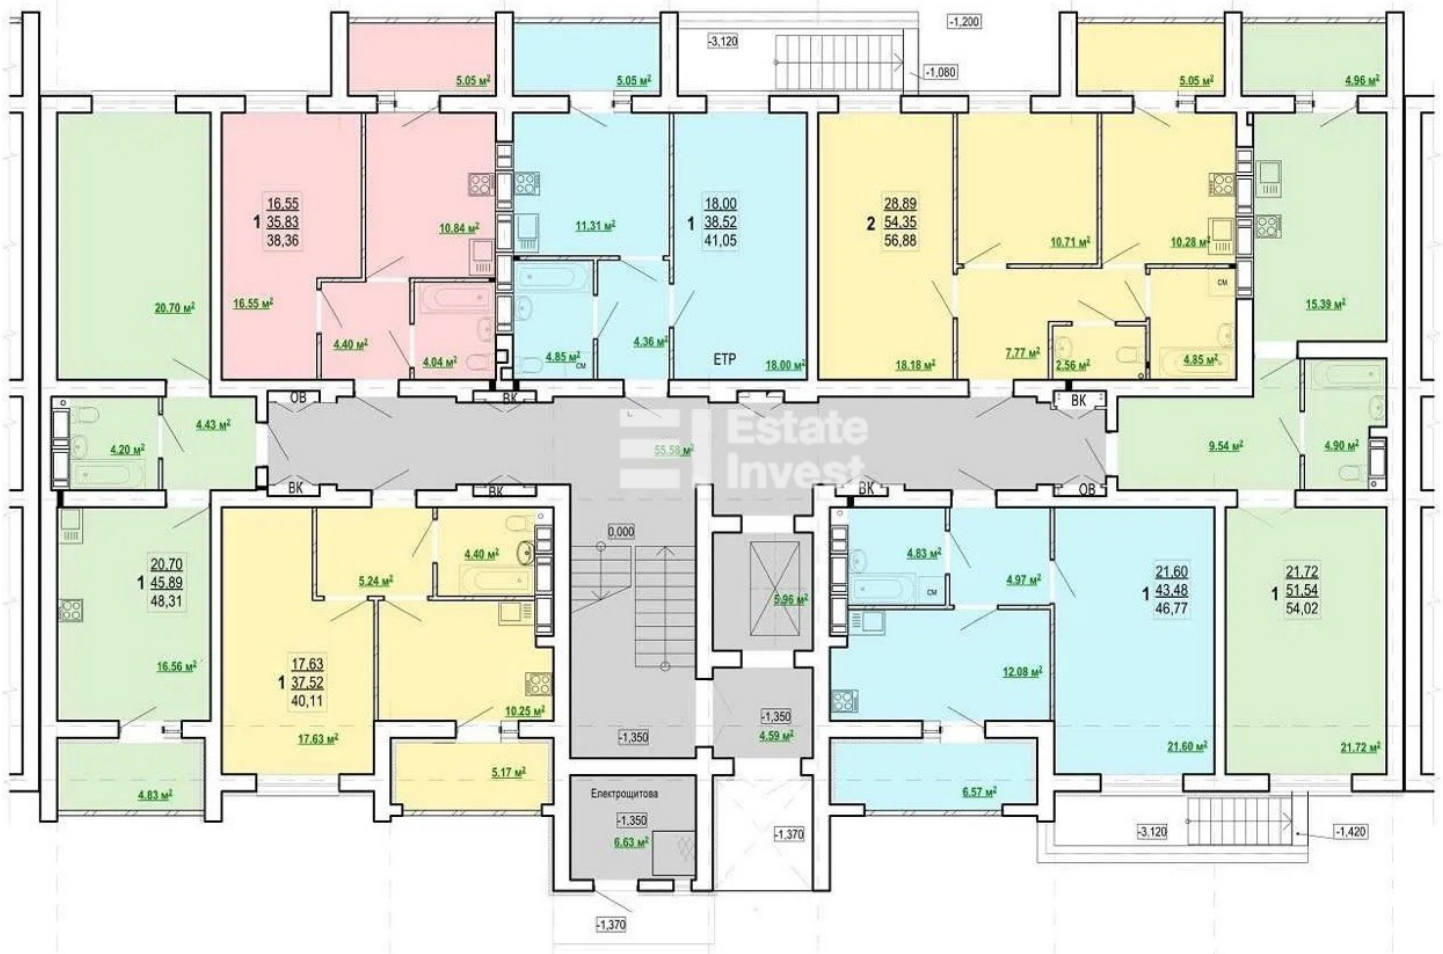 -1,200
-3,120
-1,080
5.05 м²
5.05 м²
5.05 м²
4.96 м²
16.55
1 35.83
38,36
18.00
1 38.52
41,05
28.89
2 54.35
56,88
10.84 м²
11.31 м²
10.71 м²
10.28 м²
20.70 м²
16.55 м²
15.39 м²
см
4.40 м²
4.04 м²
4.85 м²
см
4.36 м²
ЕТР
18.00 м²
18.18 м²
7.77 м²
2.56 м²
4.85 м²
ОВ
ВК
ВК
4.20 м²
4.43 м²
55.58 м²
Estate
Invest
9.54 м²
4.90 м²
ВК
ВК
ВК
ОВ
0,000
20.70
1 45.89
48,31
5.24 м²
4.40 м²
5.96 м²
4.83 м²
см
4.97 м²
21.60
1 43.48
46,77
21.72
1 51.54
54,02
16.56 м²
17.63
1 37.52
40,11
12.08 м²
10.25 м²
17.63 м²
-1,350
-1,350
4.59 м²
21.60 м²
21.72 м²
4.83 м²
5.17 м²
Електрощитова
-1,350
6.63 м²
6.57 м²
-1,370
-3,120
-1,420
-1,370